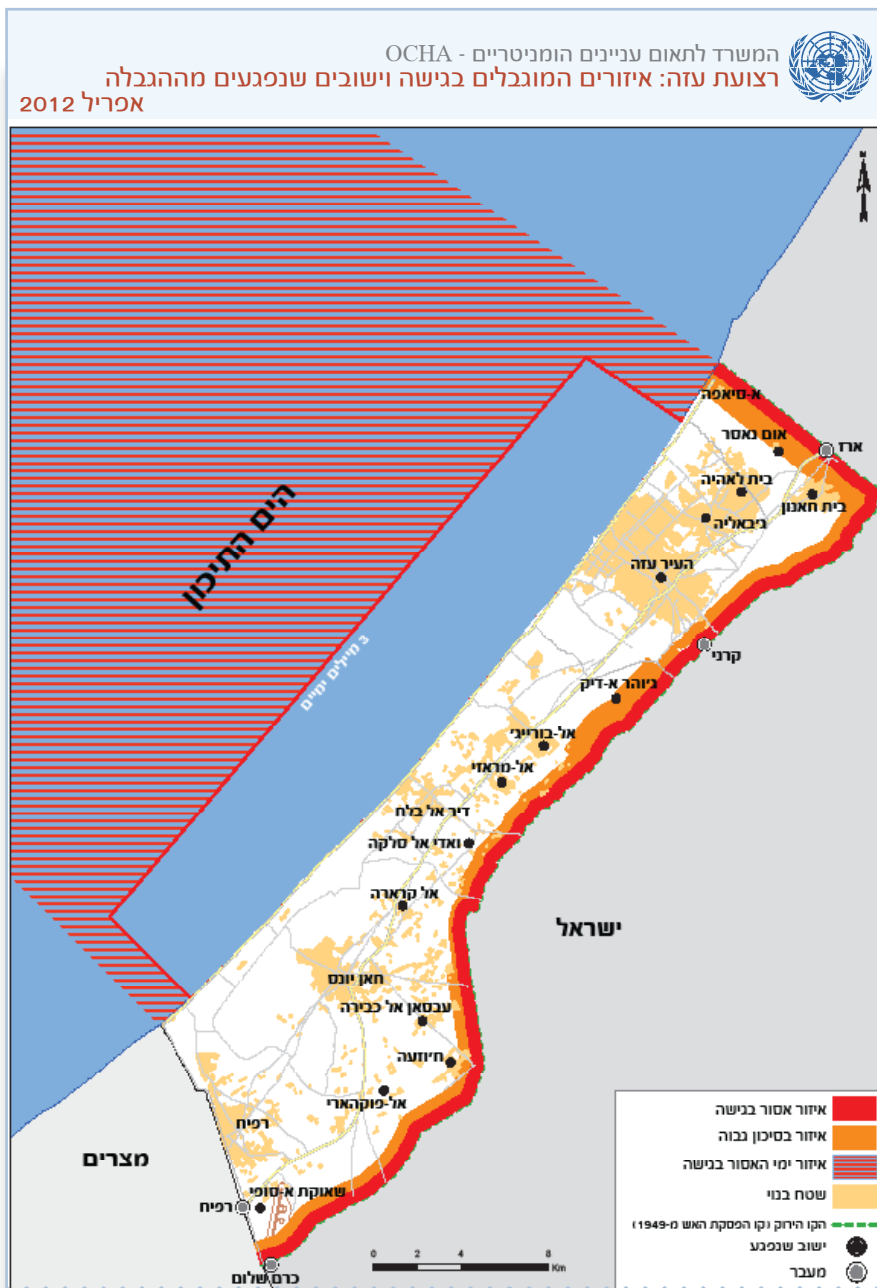 המשרד לתאום עניינים הומניטריים - OCHA
רצועת עזה: איזורים המוגבלים בגישה וישובים שנפגעים מההגבלה
אפריל 2012
N
א-סיאפה
אום נאסר
ארז
בית לאהיה
בית חאנון
ג'באליה
הים התיכון
העיר עזה
3 מיילים ימיים
קרני
ג'והר א-דיק
אל-בורייג'
אל-מראזי
דיר אל בלח
ואדי אל סלקה
אל קרארה
ישראל
חאן יונס
עבסאן אל כבירה
חיוזעה
אל-פוקהארי
רפיח
מצרים
שאוקת א-סופי
רפיח
כרם שלום
0 2 4 8
Km
איזור אסור בגישה
איזור בסיכון גבוה
איזור ימי האסור בגישה
שטח בנוי
הקו הירוק (קו הפסקת האש מ-1949)
ישוב שנפגע
מעבר